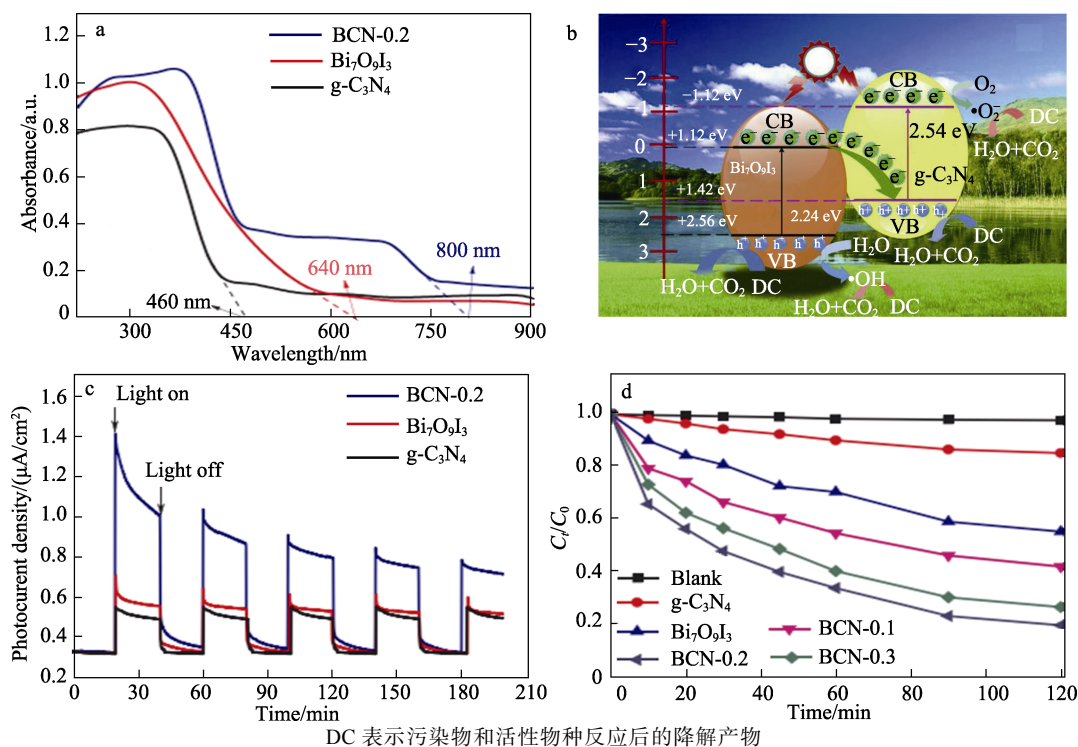 a
BCN-0.2
Bi₇O₉I₃
g-C₃N₄
1.2
1.0
0.8
0.6
0.4
0.2
0
Absorbance/a.u.
800 nm
640 nm
460 nm
300
450
600
750
900
Wavelength/nm
b
−3
−2
−1
0
1
2
3
−1.12 eV
+1.12 eV
+1.42 eV
+2.56 eV
CB
e⁻ e⁻ e⁻ e⁻
O₂
•O₂⁻
DC
H₂O+CO₂
2.54 eV
g-C₃N₄
CB
e⁻ e⁻ e⁻ e⁻ e⁻ e⁻ e⁻ e⁻
Bi₇O₉I₃
2.24 eV
h⁺ h⁺ h⁺ h⁺ h⁺
VB
DC
H₂O+CO₂
h⁺ h⁺ h⁺ h⁺ h⁺
VB
H₂O
•OH
H₂O+CO₂ DC
H₂O+CO₂ DC
c
BCN-0.2
Bi₇O₉I₃
g-C₃N₄
Light on
Light off
1.6
1.4
1.2
1.0
0.8
0.6
0.4
0.2
Photocurent density/(μA/cm²)
0
30
60
90
120
150
180
210
Time/min
d
1.0
0.8
0.6
0.4
0.2
0
Cₜ/C₀
Blank
g-C₃N₄
Bi₇O₉I₃
BCN-0.2
BCN-0.1
BCN-0.3
0
20
40
60
80
100
120
Time/min
DC 表示污染物和活性物种反应后的降解产物